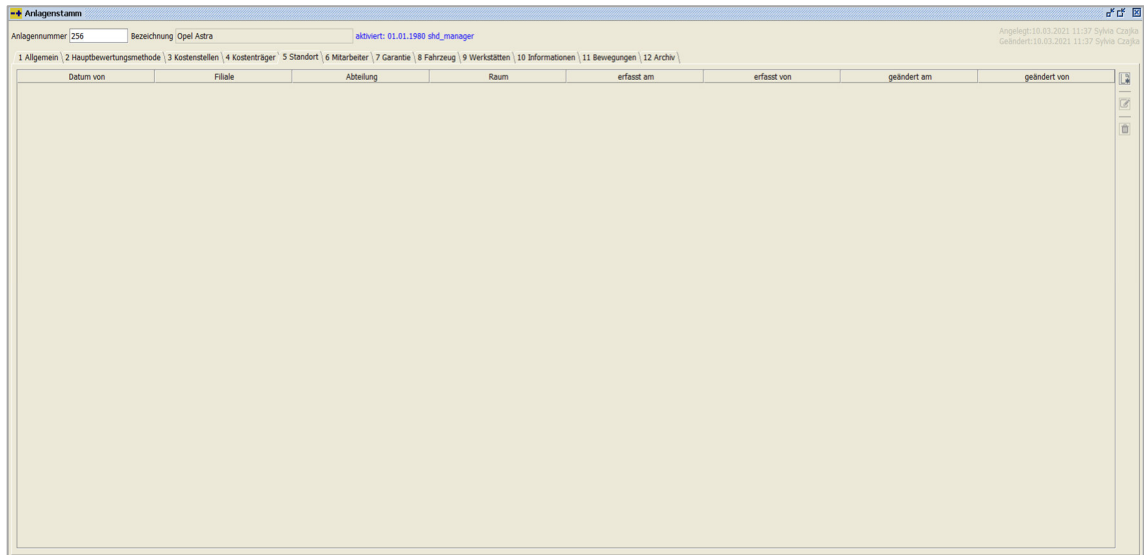 Anlagenstamm
Anlagennummer 256 Bezeichnung Opel Astra aktiviert: 01.01.1980 shd_manager
Angelegt:10.03.2021 11:37 Sylvia Czajka
Geändert:10.03.2021 11:37 Sylvia Czajka
1 Allgemein 2 Hauptbewertungsmethode 3 Kostenstellen 4 Kostenträger 5 Standort 6 Mitarbeiter 7 Garantie 8 Fahrzeug 9 Werkstätten 10 Informationen 11 Bewegungen 12 Archiv
Datum von Filiale Abteilung Raum erfasst am erfasst von geändert am geändert von